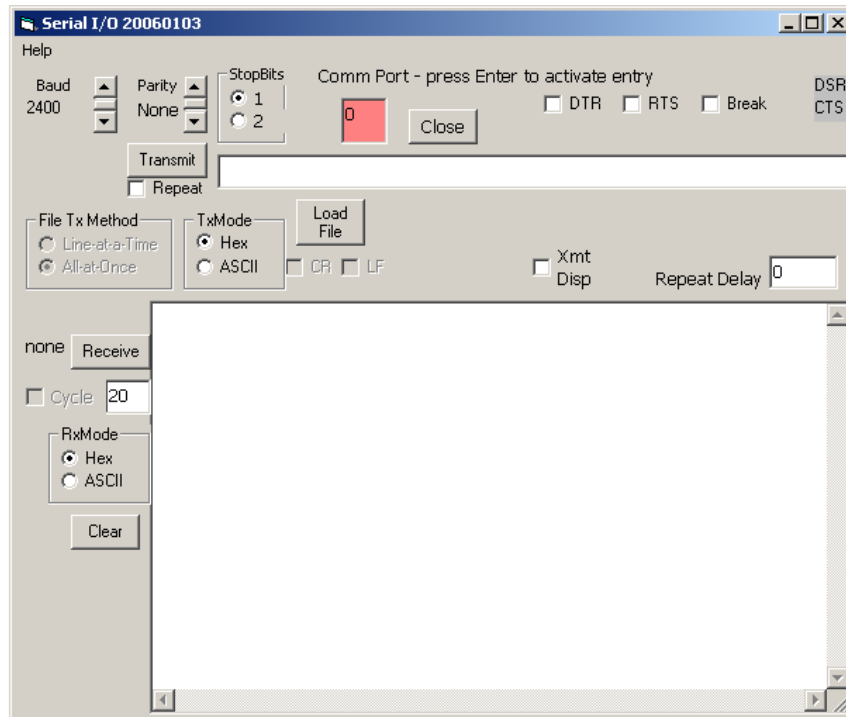 Serial I/O 20060103
Help
Baud
2400
Parity
None
StopBits
1
2
Comm Port - press Enter to activate entry
0
Close
DTR
RTS
Break
DSR
CTS
Transmit
Repeat
File Tx Method
Line-at-a-Time
All-at-Once
TxMode
Hex
ASCII
Load
File
CR
LF
Xmt
Disp
Repeat Delay
0
none
Receive
Cycle
20
RxMode
Hex
ASCII
Clear